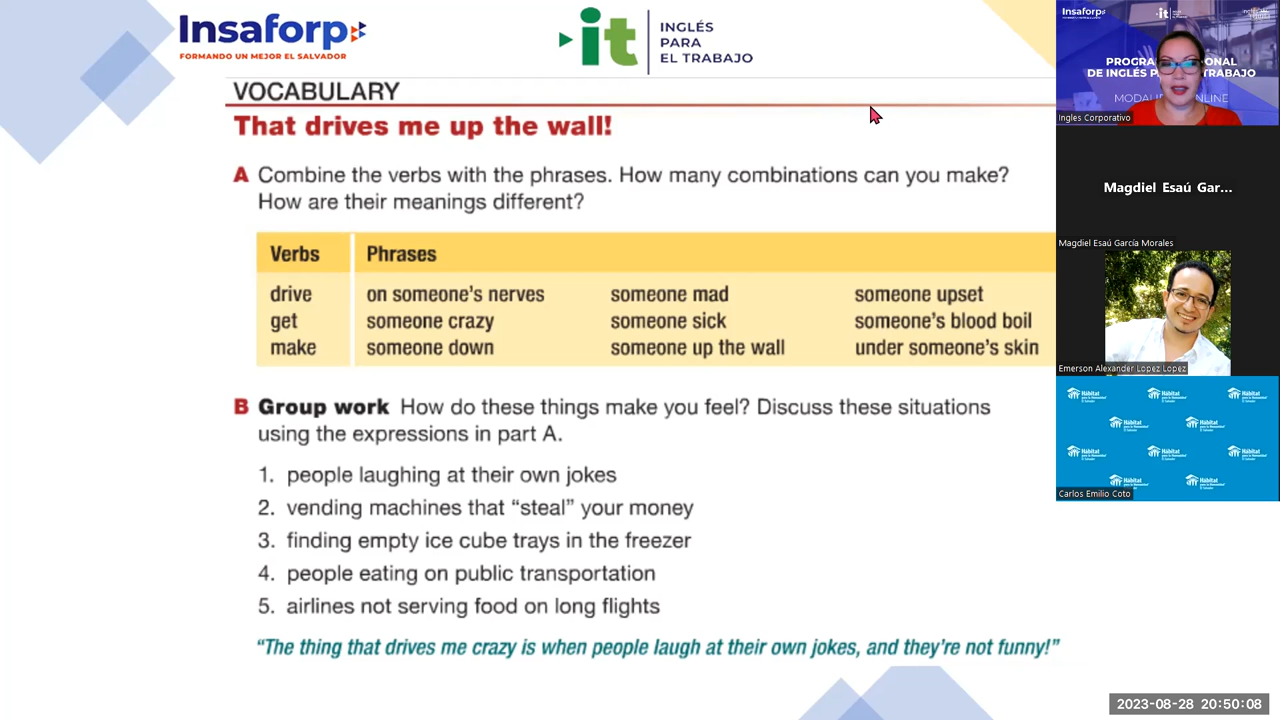 Insaforp
FORMANDO UN MEJOR EL SALVADOR
it
INGLÉS
PARA
EL TRABAJO
VOCABULARY
That drives me up the wall!
A Combine the verbs with the phrases. How many combinations can you make?
How are their meanings different?
Verbs Phrases
drive on someone's nerves someone mad someone upset
get someone crazy someone sick someone's blood boil
make someone down someone up the wall under someone's skin
B Group work How do these things make you feel? Discuss these situations
using the expressions in part A.
1. people laughing at their own jokes
2. vending machines that “steal” your money
3. finding empty ice cube trays in the freezer
4. people eating on public transportation
5. airlines not serving food on long flights
“The thing that drives me crazy is when people laugh at their own jokes, and they're not funny!”
Insaforp
it
ONAL
DE INGLÉS
TRABAJO
Ingles Corporativo
Magdiel Esaú Gar...
Magdiel Esaú García Morales
Emerson Alexander Lopez Lopez
Hábitat
Carlos Emilio Coto
2023-08-28 20:50:08